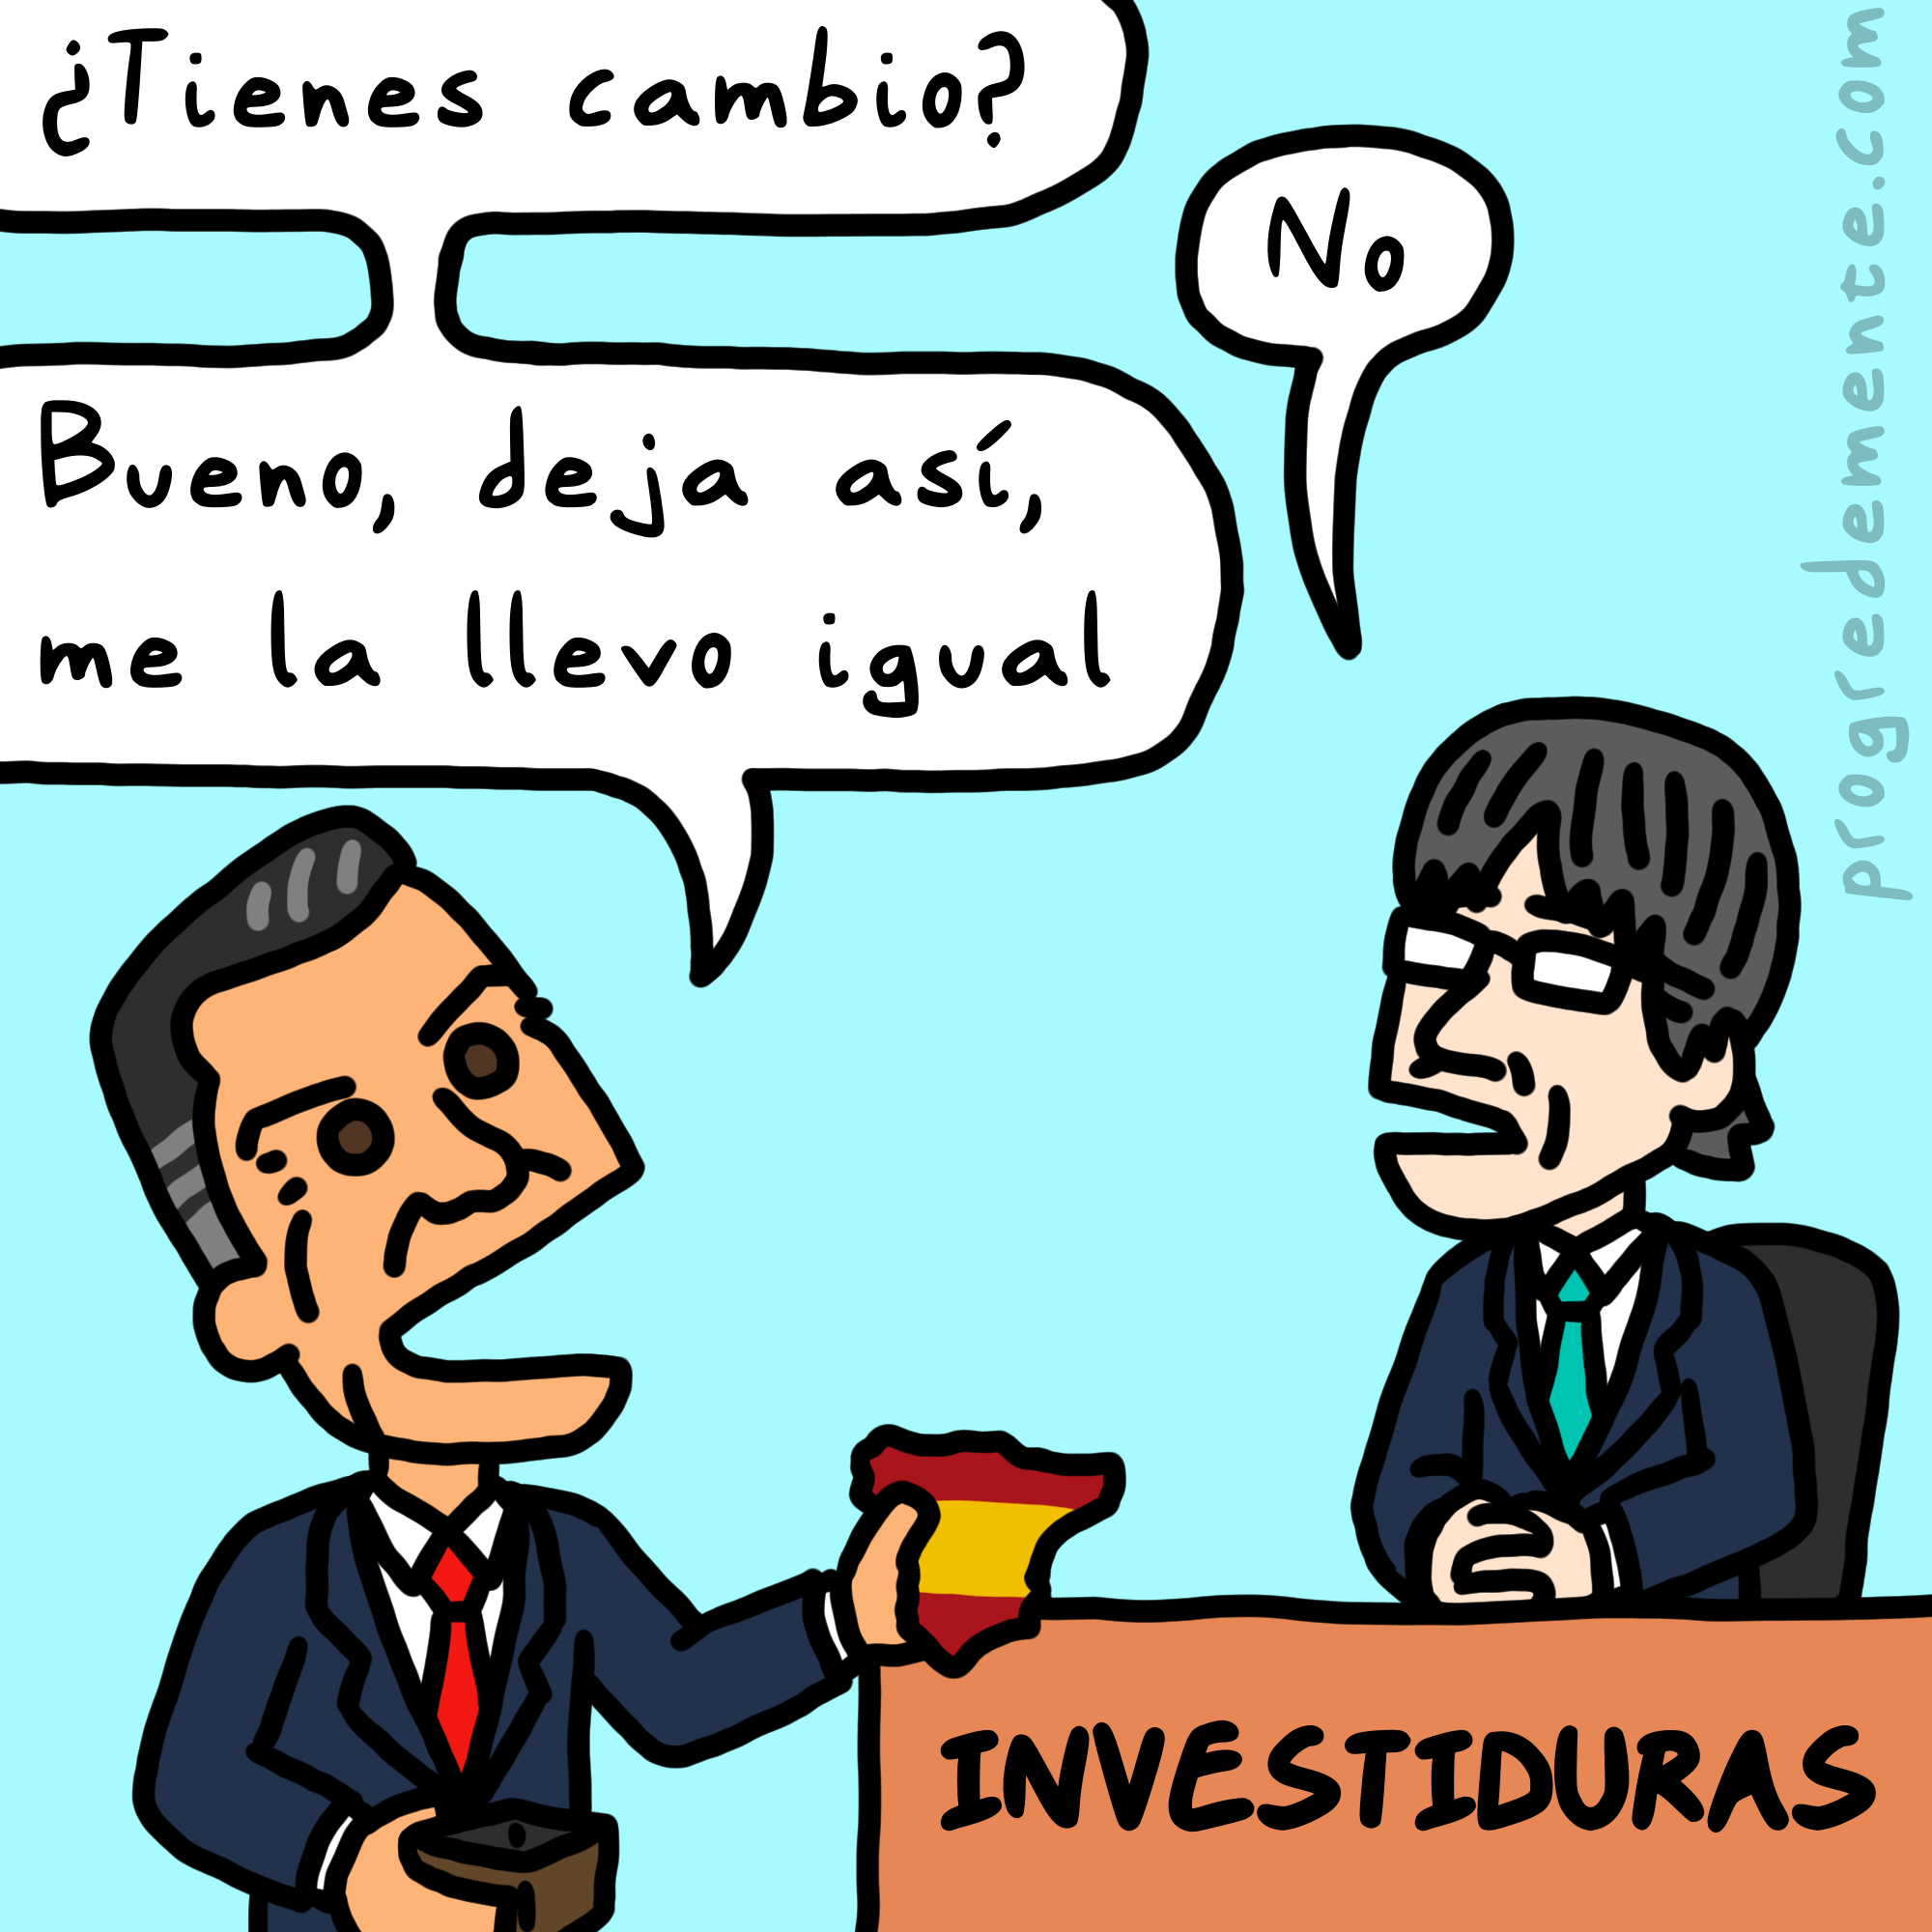 ¿Tienes cambio?
No
Bueno, deja así,
me la llevo igual
INVESTIDURAS
progredemente.com